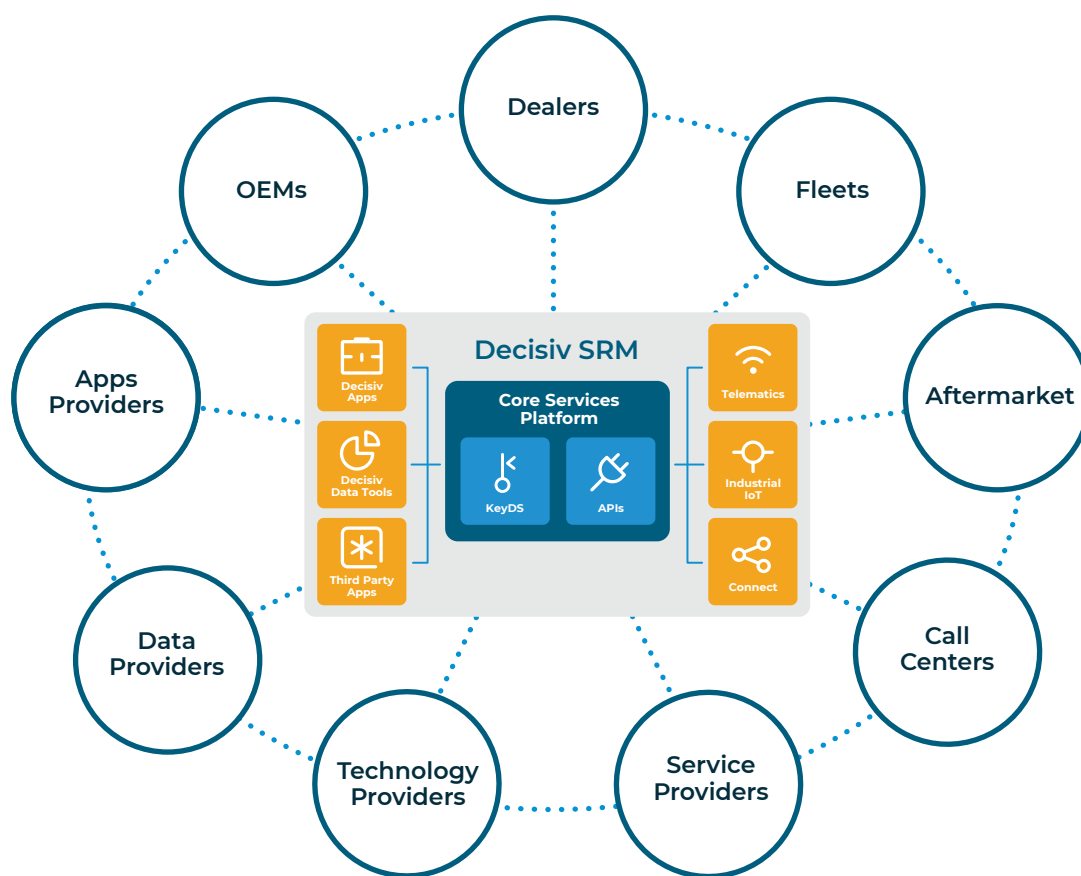 Dealers
OEMs
Fleets
Apps
Providers
Aftermarket
Decisiv SRM
Decisiv
Apps
Decisiv
Data Tools
Third Party
Apps
Core Services
Platform
KeyDS
APIs
Telematics
Industrial
IoT
Connect
Data
Providers
Call
Centers
Technology
Providers
Service
Providers